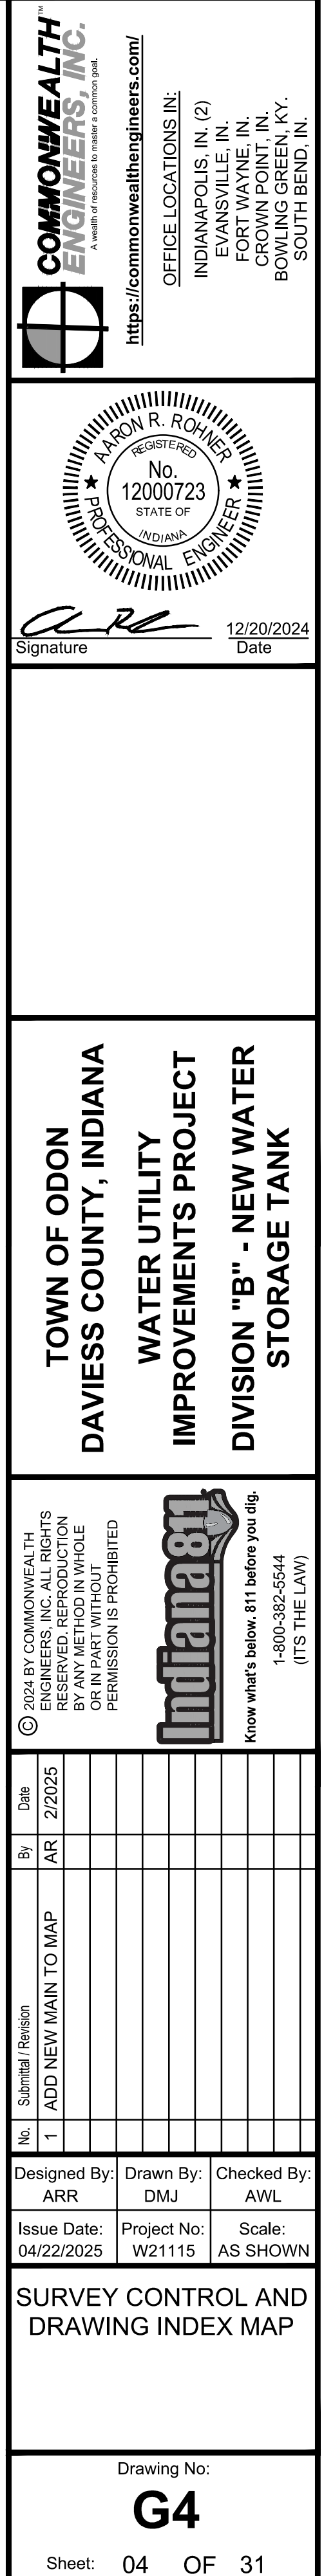 COMMONWEALTH™
ENGINEERS, INC.
A wealth of resources to master a common goal.
https://commonwealthengineers.com/
OFFICE LOCATIONS IN:
INDIANAPOLIS, IN. (2)
EVANSVILLE, IN.
FORT WAYNE, IN.
CROWN POINT, IN.
BOWLING GREEN, KY.
SOUTH BEND, IN.
AARON R. ROHNER
REGISTERED
No.
12000723
STATE OF
INDIANA
PROFESSIONAL ENGINEER
12/20/2024
Signature Date
TOWN OF ODON
DAVIESS COUNTY, INDIANA
WATER UTILITY
IMPROVEMENTS PROJECT
DIVISION "B" - NEW WATER
STORAGE TANK
© 2024 BY COMMONWEALTH
ENGINEERS, INC. ALL RIGHTS
RESERVED. REPRODUCTION
BY ANY METHOD IN WHOLE
OR IN PART WITHOUT
PERMISSION IS PROHIBITED
Indiana811
Know what's below. 811 before you dig.
1-800-382-5544
(ITS THE LAW)
No. Submittal / Revision By Date
1 ADD NEW MAIN TO MAP AR 2/2025
Designed By: Drawn By: Checked By:
ARR DMJ AWL
Issue Date: Project No: Scale:
04/22/2025 W21115 AS SHOWN
SURVEY CONTROL AND
DRAWING INDEX MAP
Drawing No:
G4
Sheet: 04 OF 31